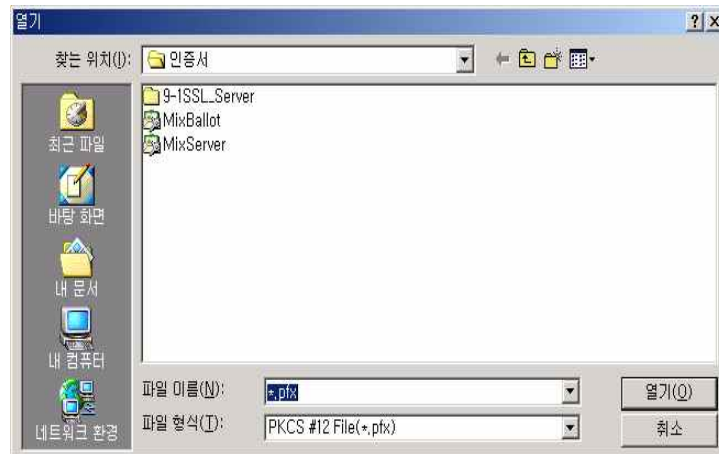 열기
찾는 위치(I):
인증서
9-1SSL_Server
MixBallot
MixServer
최근 파일
바탕 화면
내 문서
내 컴퓨터
네트워크 환경
파일 이름(N):
*.pfx
열기(O)
파일 형식(T):
PKCS #12 File(*.pfx)
취소